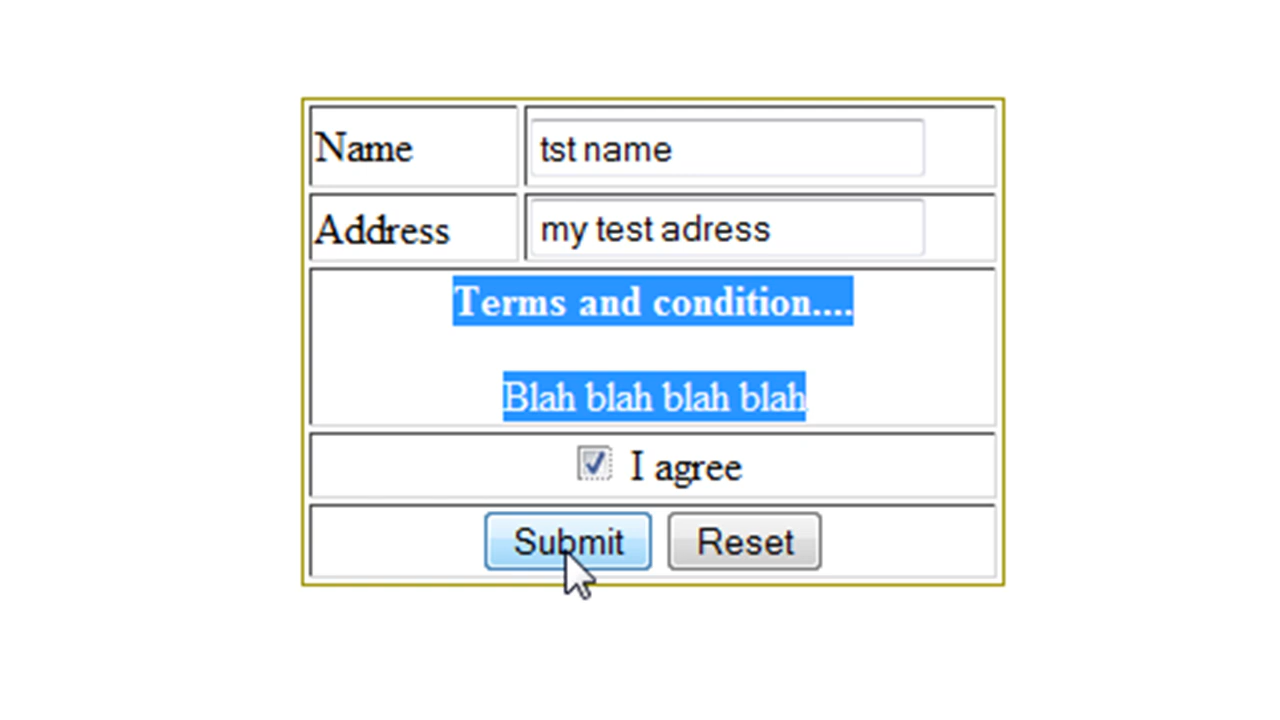 Name tst name
Address my test adress
Terms and condition....
Blah blah blah blah
I agree
Submit Reset